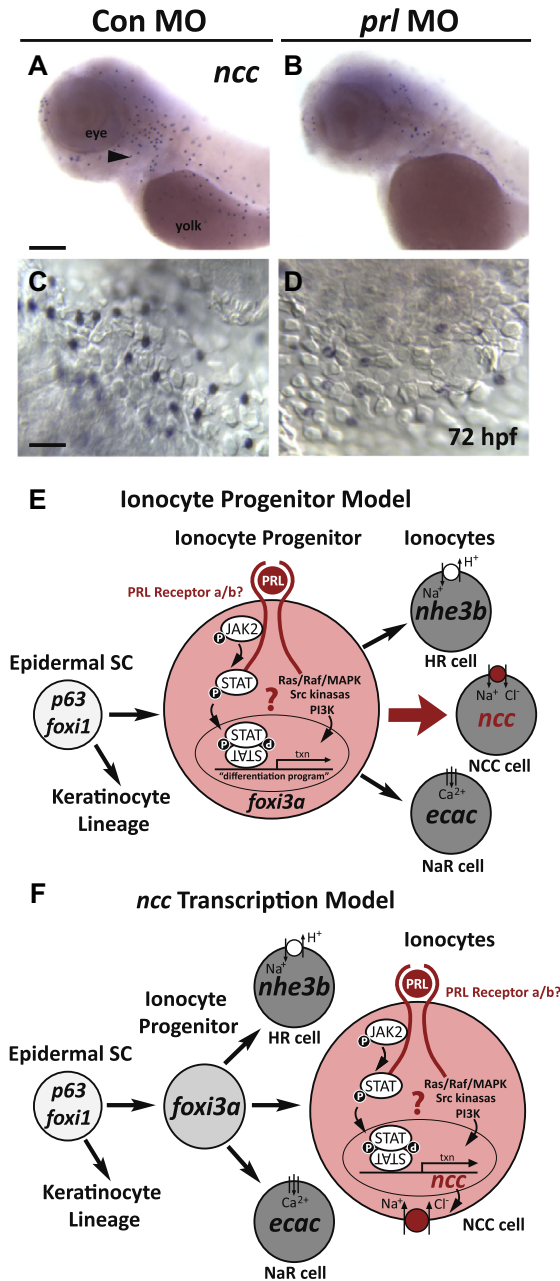 Con MO
prl MO
A
ncc
B
eye
yolk
C
D
72 hpf
E
Ionocyte Progenitor Model
Ionocyte Progenitor
Ionocytes
PRL
PRL Receptor a/b?
H+
Na+
nhe3b
HR cell
JAK2
P
Epidermal SC
STAT
P
Ras/Raf/MAPK
Src kinasas
PI3K
?
p63
foxi1
Na+ Cl-
ncc
NCC cell
STAT
P
P
STAT
txn
"differentiation program"
foxi3a
Keratinocyte
Lineage
Ca2+
ecac
NaR cell
F
ncc Transcription Model
Ionocytes
H+
Na+
nhe3b
HR cell
PRL
PRL Receptor a/b?
Ionocyte
Progenitor
JAK2
P
Epidermal SC
STAT
P
Ras/Raf/MAPK
Src kinasas
PI3K
?
p63
foxi1
foxi3a
STAT
P
P
STAT
txn
ncc
Keratinocyte
Lineage
Ca2+
ecac
NaR cell
Na+
Cl-
NCC cell